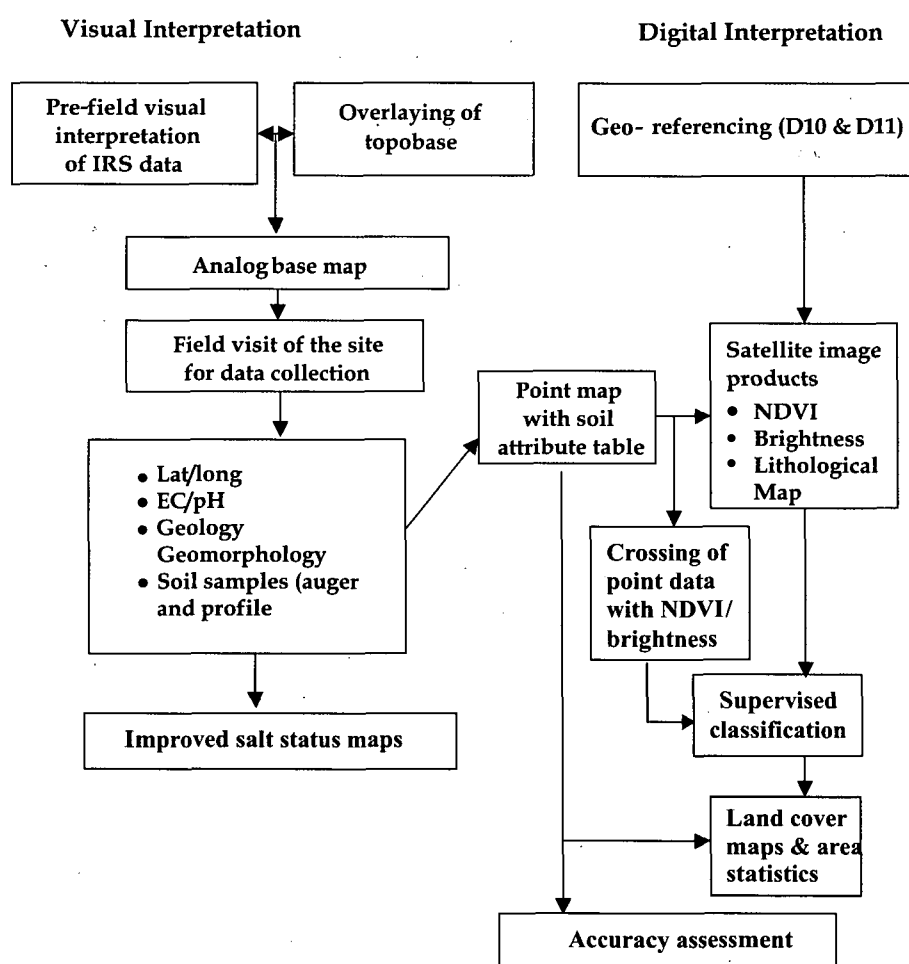 Visual Interpretation
Digital Interpretation
Pre-field visual
interpretation
of IRS data
Overlaying of
topobase
Geo- referencing (D10 & D11)
Analog base map
Field visit of the site
for data collection
Satellite image
products
• NDVI
• Brightness
• Lithological
Map
Point map
with soil
attribute table
• Lat/long
• EC/pH
• Geology
Geomorphology
• Soil samples (auger
and profile
Crossing of
point data
with NDVI/
brightness
Improved salt status maps
Supervised
classification
Land cover
maps & area
statistics
Accuracy assessment